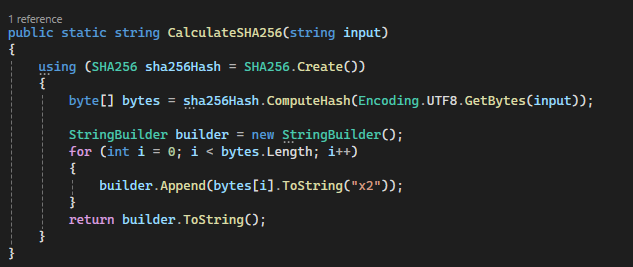 1 reference
public static string CalculateSHA256(string input)
{
using (SHA256 sha256Hash = SHA256.Create())
{
byte[] bytes = sha256Hash.ComputeHash(Encoding.UTF8.GetBytes(input));
StringBuilder builder = new StringBuilder();
for (int i = 0; i < bytes.Length; i++)
{
builder.Append(bytes[i].ToString("x2"));
}
return builder.ToString();
}
}